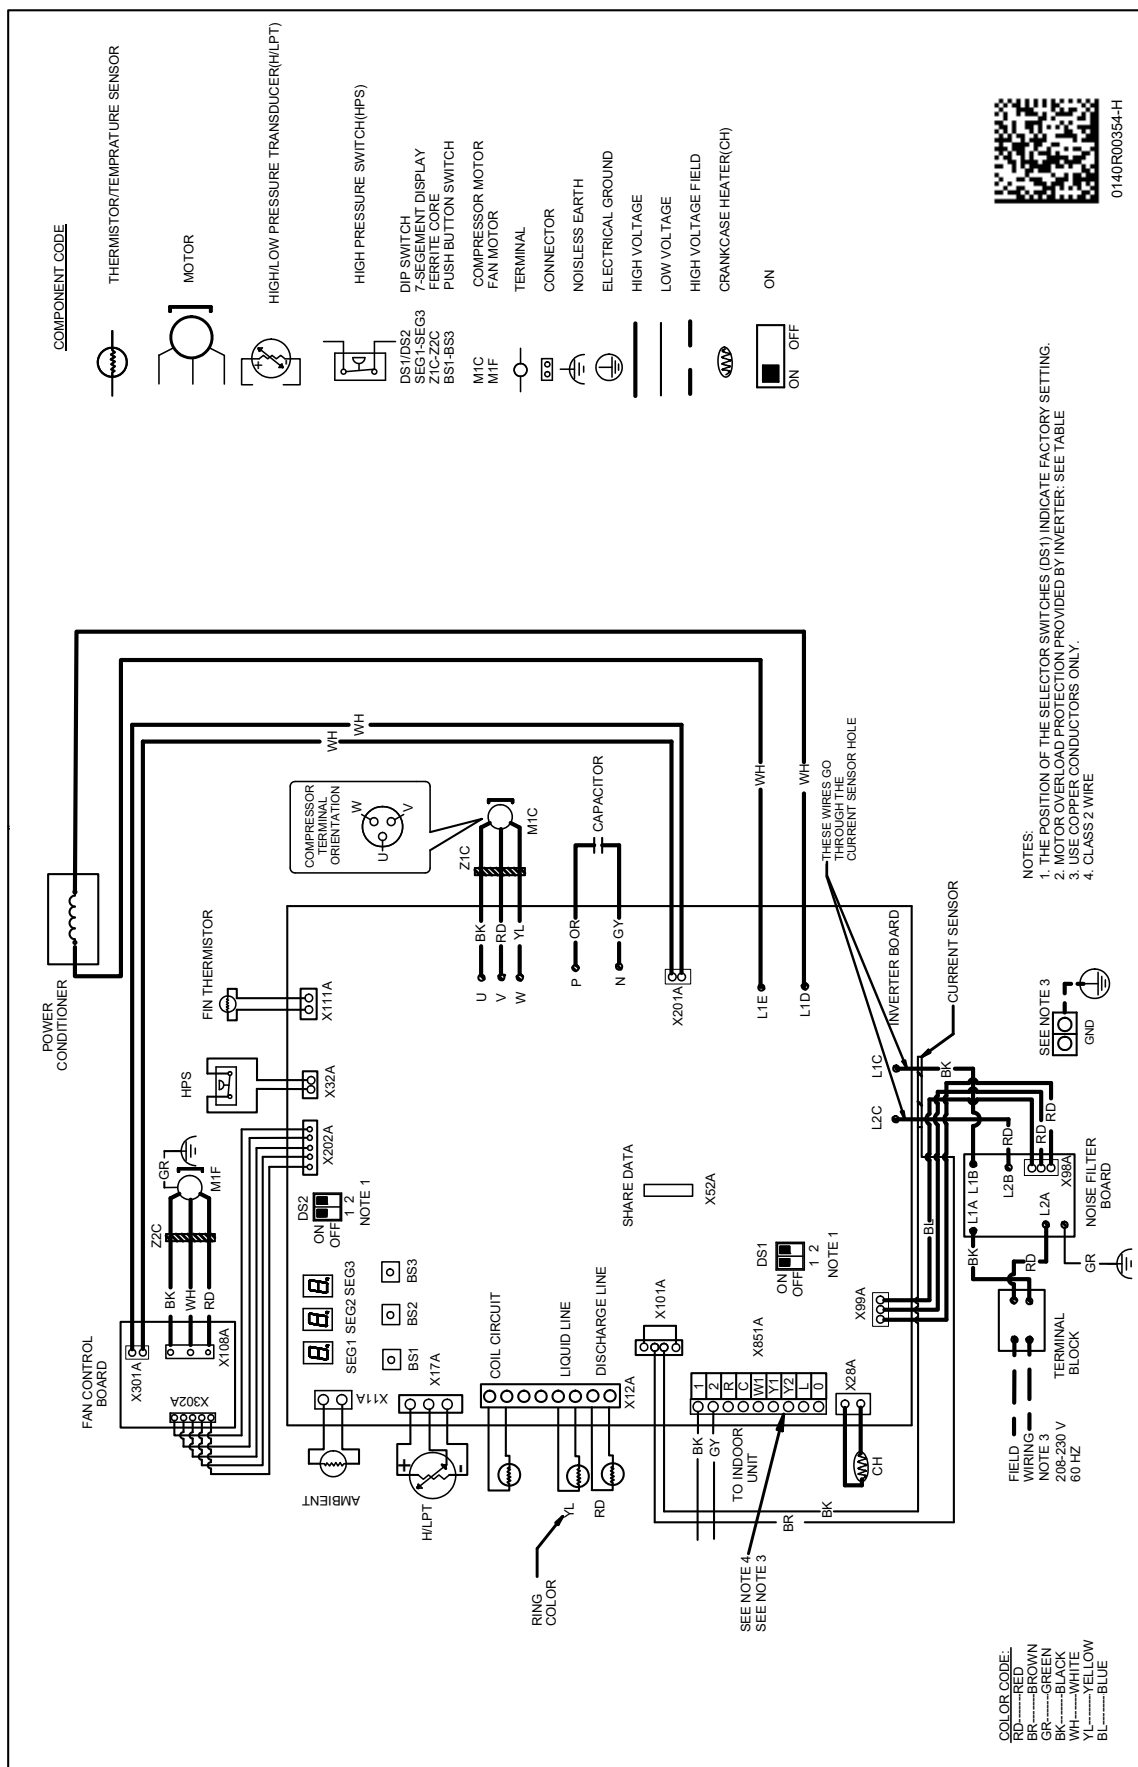 COMPONENT CODE
THERMISTOR/TEMPRATURE SENSOR
MOTOR
HIGH/LOW PRESSURE TRANSDUCER(H/LPT)
HIGH PRESSURE SWITCH(HPS)
DS1/DS2 DIP SWITCH
SEG1-SEG3 7-SEGEMENT DISPLAY
Z1C-Z2C FERRITE CORE
BS1-BS3 PUSH BUTTON SWITCH
M1C COMPRESSOR MOTOR
M1F FAN MOTOR
TERMINAL
CONNECTOR
NOISLESS EARTH
ELECTRICAL GROUND
HIGH VOLTAGE
LOW VOLTAGE
HIGH VOLTAGE FIELD
CRANKCASE HEATER(CH)
ON
ON OFF
0140R00354-H
POWER
CONDITIONER
FIN THERMISTOR
X111A
HPS
X32A
X202A
GR
M1F
Z2C
BK
WH
RD
FAN CONTROL
BOARD
X301A
X108A
X302A
WH
WH
COMPRESSOR
TERMINAL
ORIENTATION
W
V
U
Z1C
M1C
BK
RD
YL
U
V
W
CAPACITOR
OR
GY
P
N
X201A
WH
WH
L1E
L1D
DS2
ON
OFF
1 2
NOTE 1
SEG1 SEG2 SEG3
BS1
BS2
BS3
X11A
AMBIENT
X17A
+
-
H/LPT
COIL CIRCUIT
LIQUID LINE
DISCHARGE LINE
X12A
YL
RD
RING
COLOR
SHARE DATA
X52A
DS1
ON
OFF
1 2
NOTE 1
X101A
X851A
1
2
R
C
W1
Y1
Y2
L
0
BK
GY
TO INDOOR
UNIT
BR
BK
SEE NOTE 4
SEE NOTE 3
X28A
CH
X99A
BL
THESE WIRES GO
THROUGH THE
CURRENT SENSOR HOLE
INVERTER BOARD
CURRENT SENSOR
L1C
L2C
BK
RD
RD
RD
L1A L1B
L2B
L2A
X98A
NOISE FILTER
BOARD
BK
RD
GR
SEE NOTE 3
GND
TERMINAL
BLOCK
FIELD
WIRING
NOTE 3
208-230 V
60 HZ
NOTES:
1. THE POSITION OF THE SELECTOR SWITCHES (DS1) INDICATE FACTORY SETTING.
2. MOTOR OVERLOAD PROTECTION PROVIDED BY INVERTER: SEE TABLE
3. USE COPPER CONDUCTORS ONLY.
4. CLASS 2 WIRE
COLOR CODE:
RD-------RED
BR-------BROWN
GR-------GREEN
BK-------BLACK
WH-------WHITE
YL-------YELLOW
BL-------BLUE